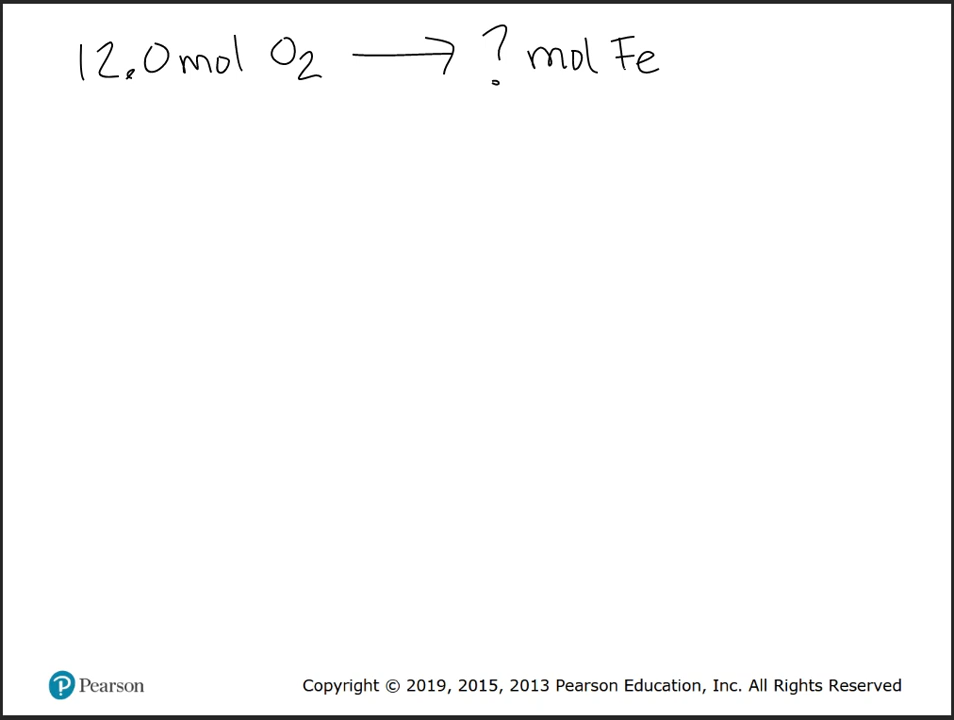 12.0 mol O₂ ⟶ ? mol Fe
Pearson
Copyright © 2019, 2015, 2013 Pearson Education, Inc. All Rights Reserved